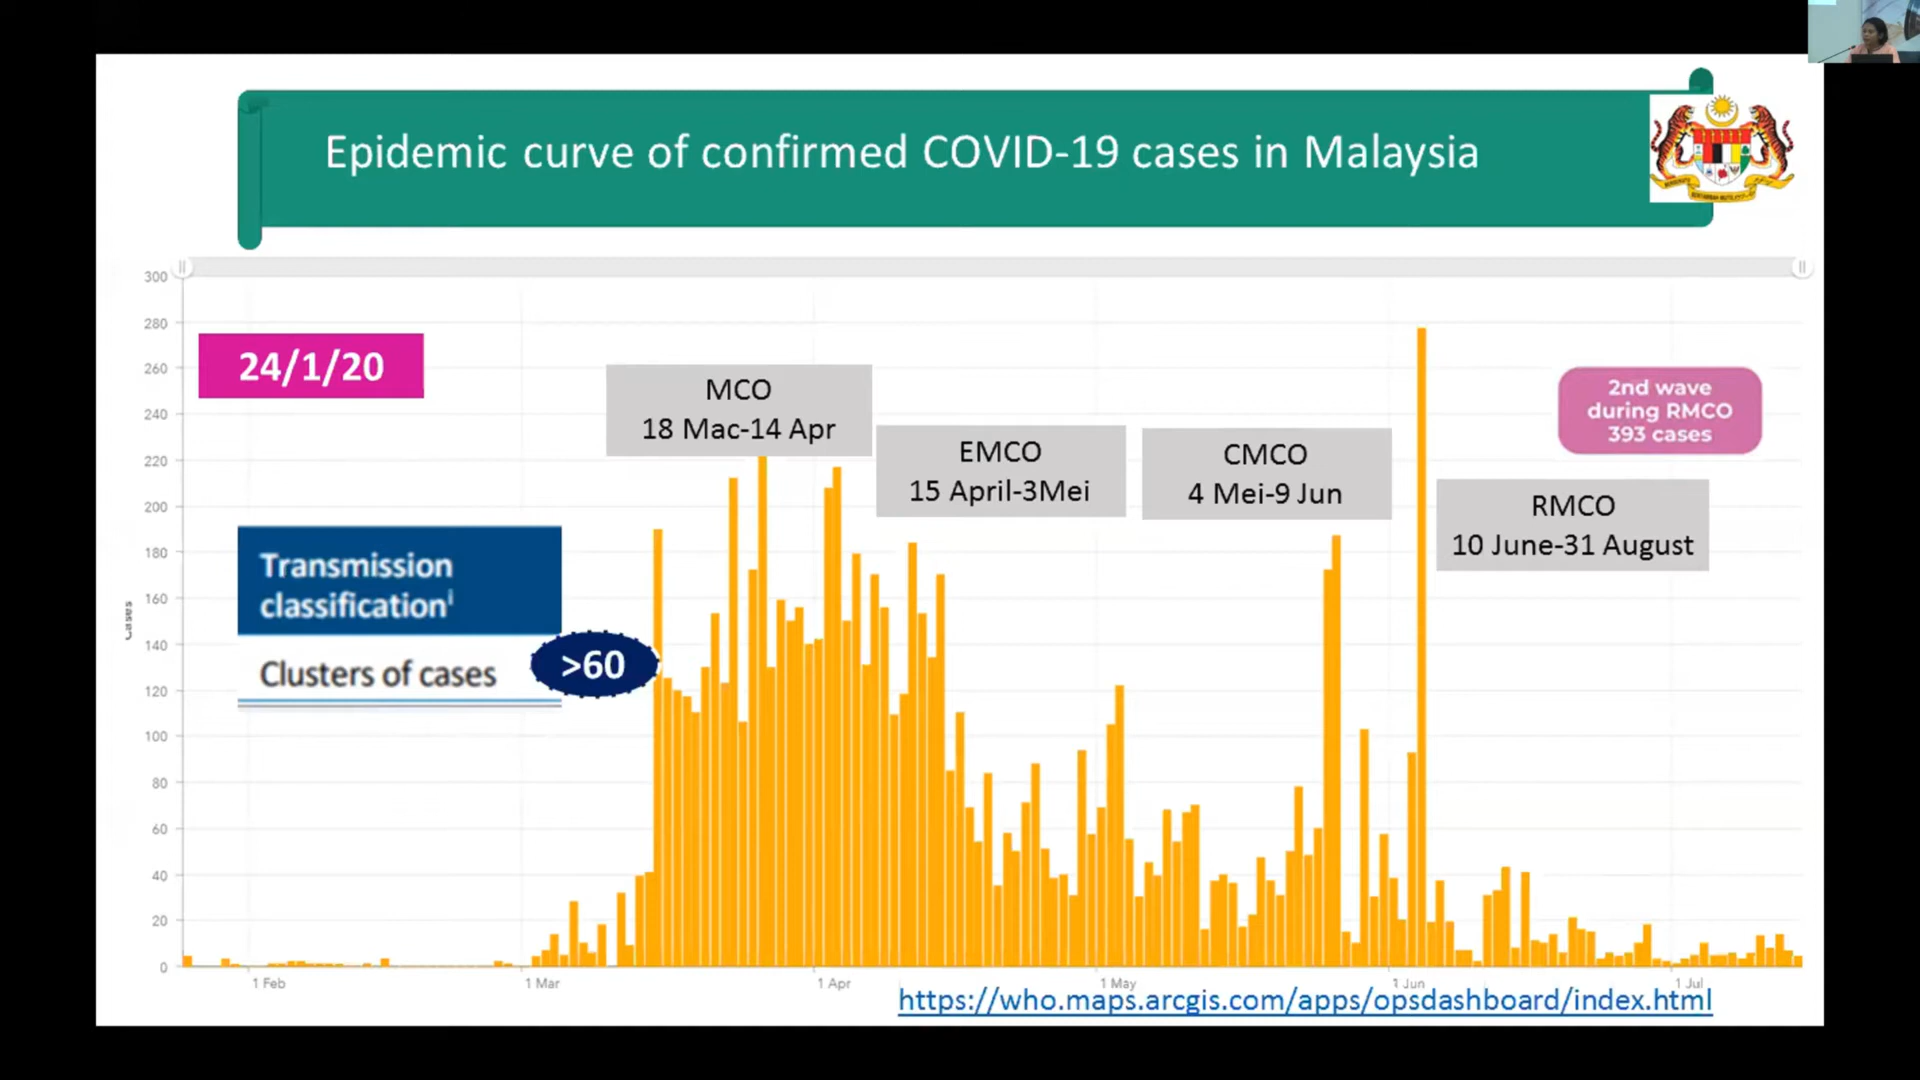 Epidemic curve of confirmed COVID-19 cases in Malaysia
300
280
260
240
220
200
180
160
140
120
100
80
60
40
20
0
Cases
24/1/20
MCO
18 Mac-14 Apr
EMCO
15 April-3Mei
CMCO
4 Mei-9 Jun
2nd wave
during RMCO
393 cases
RMCO
10 June-31 August
Transmission
classificationⁱ
Clusters of cases
>60
1 Feb
1 Mar
1 Apr
1 May
1 Jun
1 Jul
https://who.maps.arcgis.com/apps/opsdashboard/index.html